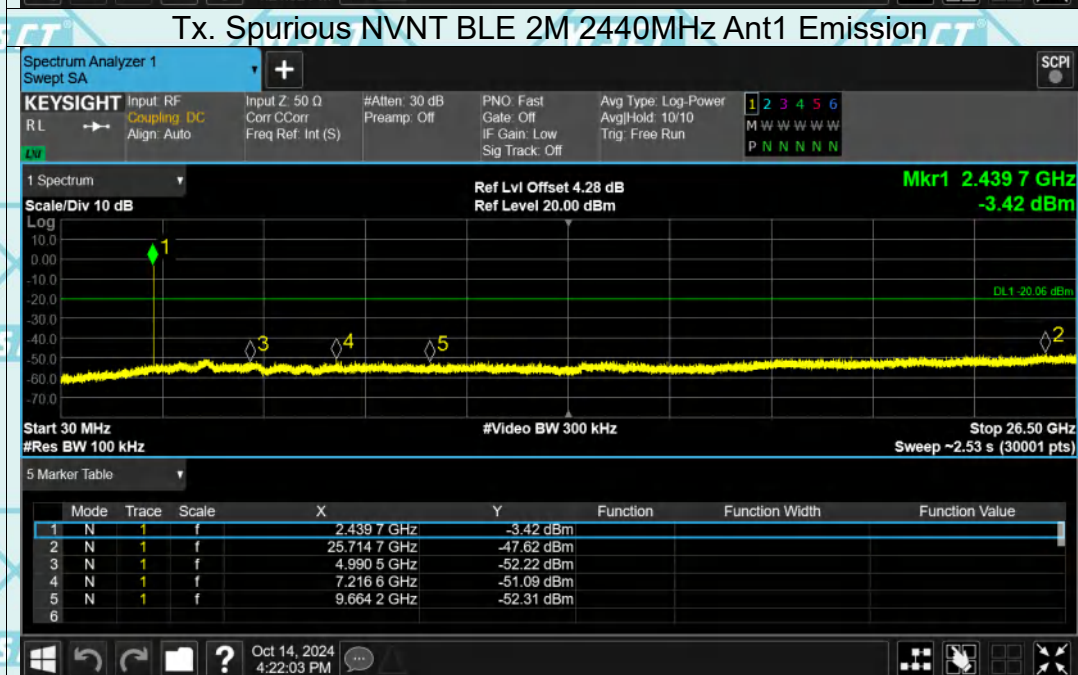 Tx. Spurious NVNT BLE 2M 2440MHz Ant1 Emission
Spectrum Analyzer 1
Swept SA
+
SCPI
KEYSIGHT Input: RF Input Z: 50 Ω #Atten: 30 dB PNO: Fast Avg Type: Log-Power 1 2 3 4 5 6
RL Coupling: DC Corr CCorr Preamp: Off Gate: Off Avg|Hold: 10/10 M W W W W W
Align: Auto Freq Ref: Int (S) IF Gain: Low Trig: Free Run P N N N N N
Sig Track: Off
LNI
1 Spectrum Ref Lvl Offset 4.28 dB Mkr1 2.439 7 GHz
Scale/Div 10 dB Ref Level 20.00 dBm -3.42 dBm
Log
10.0
1
0.00
-10.0
DL1 -20.06 dBm
-20.0
-30.0
-40.0
3 4 5 2
-50.0
-60.0
-70.0
Start 30 MHz #Video BW 300 kHz Stop 26.50 GHz
#Res BW 100 kHz Sweep ~2.53 s (30001 pts)
5 Marker Table
Mode Trace Scale X Y Function Function Width Function Value
1 N 1 f 2.439 7 GHz -3.42 dBm
2 N 1 f 25.714 7 GHz -47.62 dBm
3 N 1 f 4.990 5 GHz -52.22 dBm
4 N 1 f 7.216 6 GHz -51.09 dBm
5 N 1 f 9.664 2 GHz -52.31 dBm
6
? Oct 14, 2024
4:22:03 PM